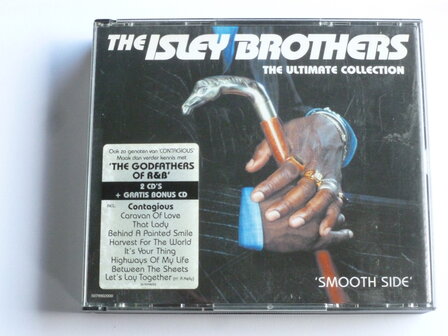 THE ISLEY BROTHERS
THE ULTIMATE COLLECTION
Ook zo genoten van 'CONTAGIOUS'
Maak dan verder kennis met
'THE GODFATHERS
OF R&B'
2 CD'S
+ GRATIS BONUS CD
INCL. Contagious
Caravan Of Love
That Lady
Behind A Painted Smile
Harvest For The World
It's Your Thing
Highways Of My Life
Between The Sheets
Let's Lay Together (ft R.Kelly)
'SMOOTH SIDE'